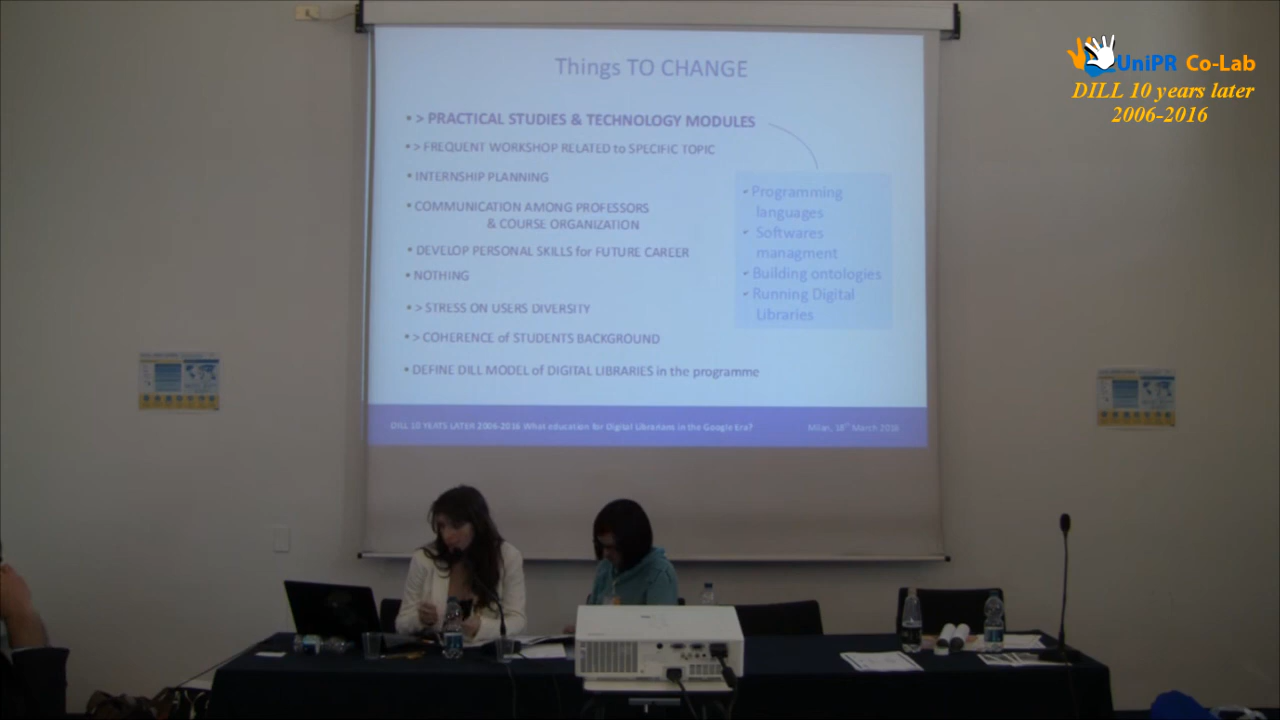 Things TO CHANGE
• > PRACTICAL STUDIES & TECHNOLOGY MODULES
• > FREQUENT WORKSHOP RELATED to SPECIFIC TOPIC
• INTERNSHIP PLANNING
• COMMUNICATION AMONG PROFESSORS
& COURSE ORGANIZATION
• DEVELOP PERSONAL SKILLS for FUTURE CAREER
• NOTHING
• > STRESS ON USERS DIVERSITY
• > COHERENCE of STUDENTS BACKGROUND
• DEFINE DILL MODEL of DIGITAL LIBRARIES in the programme
Programming
languages
Softwares
managment
Building ontologies
Running Digital
Libraries
DILL 10 YEARS LATER 2006-2016 What education for Digital Librarians in the Google Era?
Milan, 18th March 2016
UniPR Co-Lab
DILL 10 years later
2006-2016